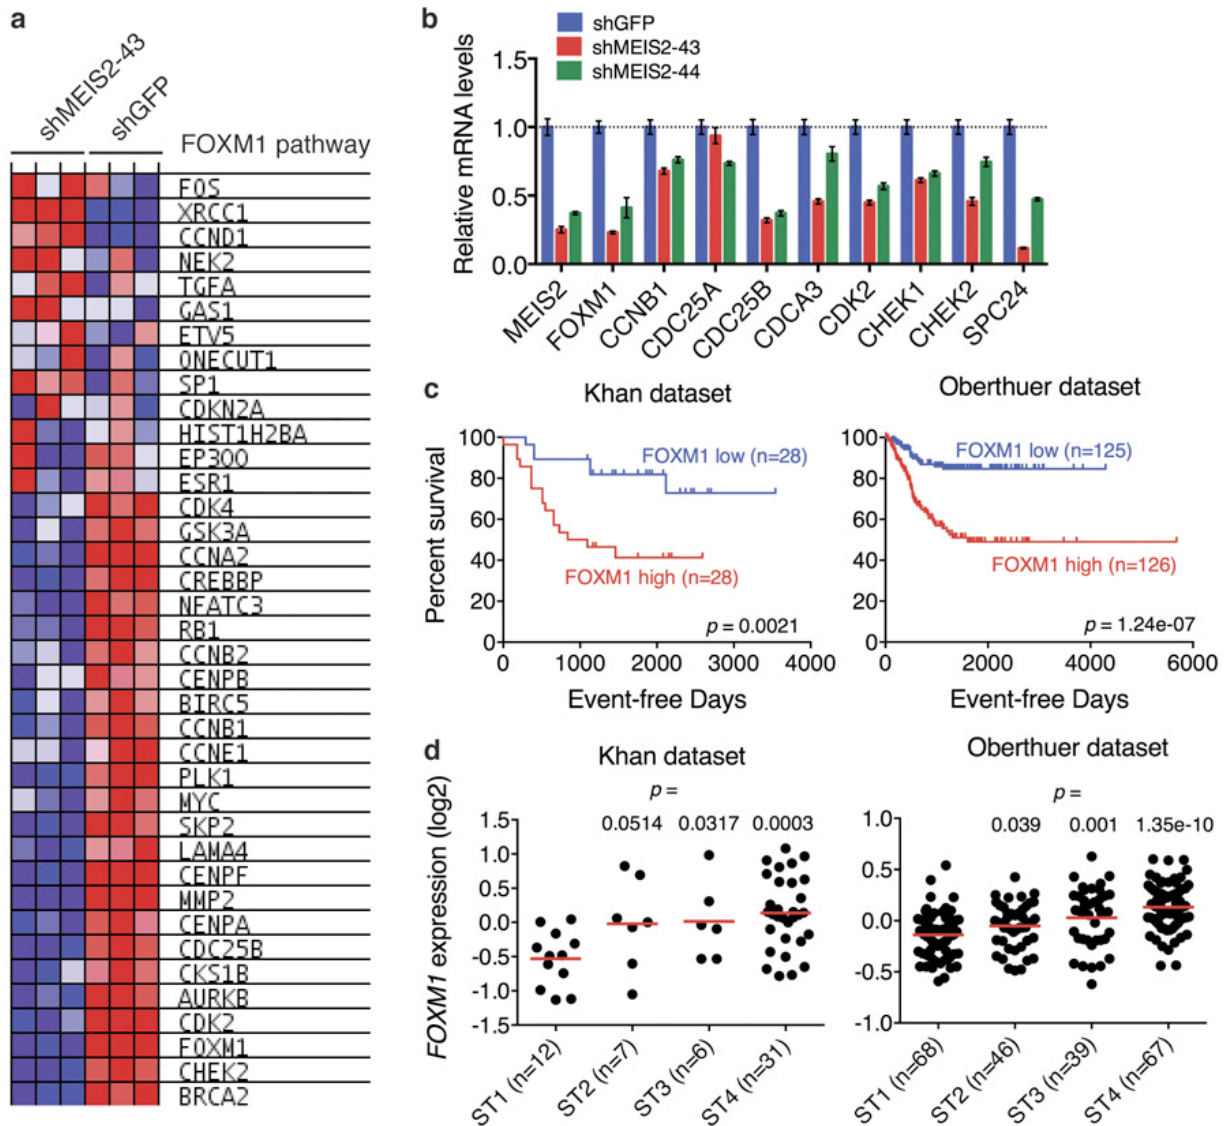 a
shMEIS2-43
shGFP
FOXM1 pathway
FOS
XRCC1
CCND1
NEK2
TGFA
GAS1
ETV5
ONECUT1
SP1
CDKN2A
HIST1H2BA
EP300
ESR1
CDK4
GSK3A
CCNA2
CREBBP
NFATC3
RB1
CCNB2
CENPB
BIRC5
CCNB1
CCNE1
PLK1
MYC
SKP2
LAMA4
CENPF
MMP2
CENPA
CDC25B
CKS1B
AURKB
CDK2
FOXM1
CHEK2
BRCA2
b
shGFP
shMEIS2-43
shMEIS2-44
Relative mRNA levels
1.5
1.0
0.5
0.0
MEIS2
FOXM1
CCNB1
CDC25A
CDC25B
CDCA3
CDK2
CHEK1
CHEK2
SPC24
c
Khan dataset
Percent survival
100
80
60
40
20
0
FOXM1 low (n=28)
FOXM1 high (n=28)
p = 0.0021
0 1000 2000 3000 4000
Event-free Days
Oberthuer dataset
100
80
60
40
20
0
FOXM1 low (n=125)
FOXM1 high (n=126)
p = 1.24e-07
0 2000 4000 6000
Event-free Days
d
Khan dataset
p =
0.0514 0.0317 0.0003
FOXM1 expression (log2)
1.5
1.0
0.5
0.0
-0.5
-1.0
-1.5
ST1 (n=12)
ST2 (n=7)
ST3 (n=6)
ST4 (n=31)
Oberthuer dataset
p =
0.039 0.001 1.35e-10
1.0
0.5
0.0
-0.5
-1.0
ST1 (n=68)
ST2 (n=46)
ST3 (n=39)
ST4 (n=67)